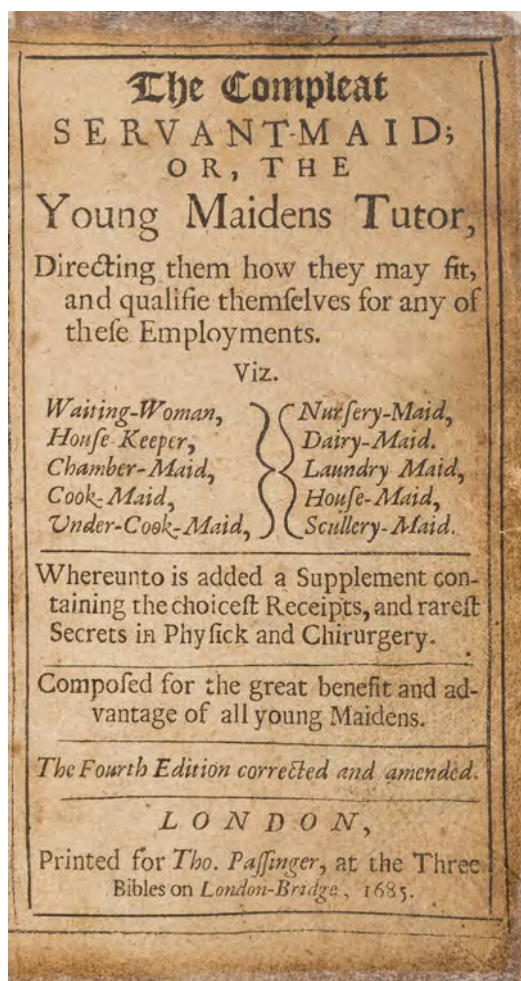 The Compleat
SERVANT-MAID;
OR, THE
Young Maidens Tutor,
Directing them how they may fit,
and qualifie themſelves for any of
theſe Employments.
Viz.
Waiting-Woman,
Houſe Keeper,
Chamber-Maid,
Cook-Maid,
Under-Cook-Maid,
Nurſery-Maid,
Dairy-Maid.
Laundry Maid,
Houſe-Maid,
Scullery-Maid.
Whereunto is added a Supplement con-
taining the choiceſt Receipts, and rareſt
Secrets in Phyſick and Chirurgery.
Compoſed for the great benefit and ad-
vantage of all young Maidens.
The Fourth Edition corrected and amended.
LONDON,
Printed for Tho. Paſſinger, at the Three
Bibles on London-Bridge, 1685.